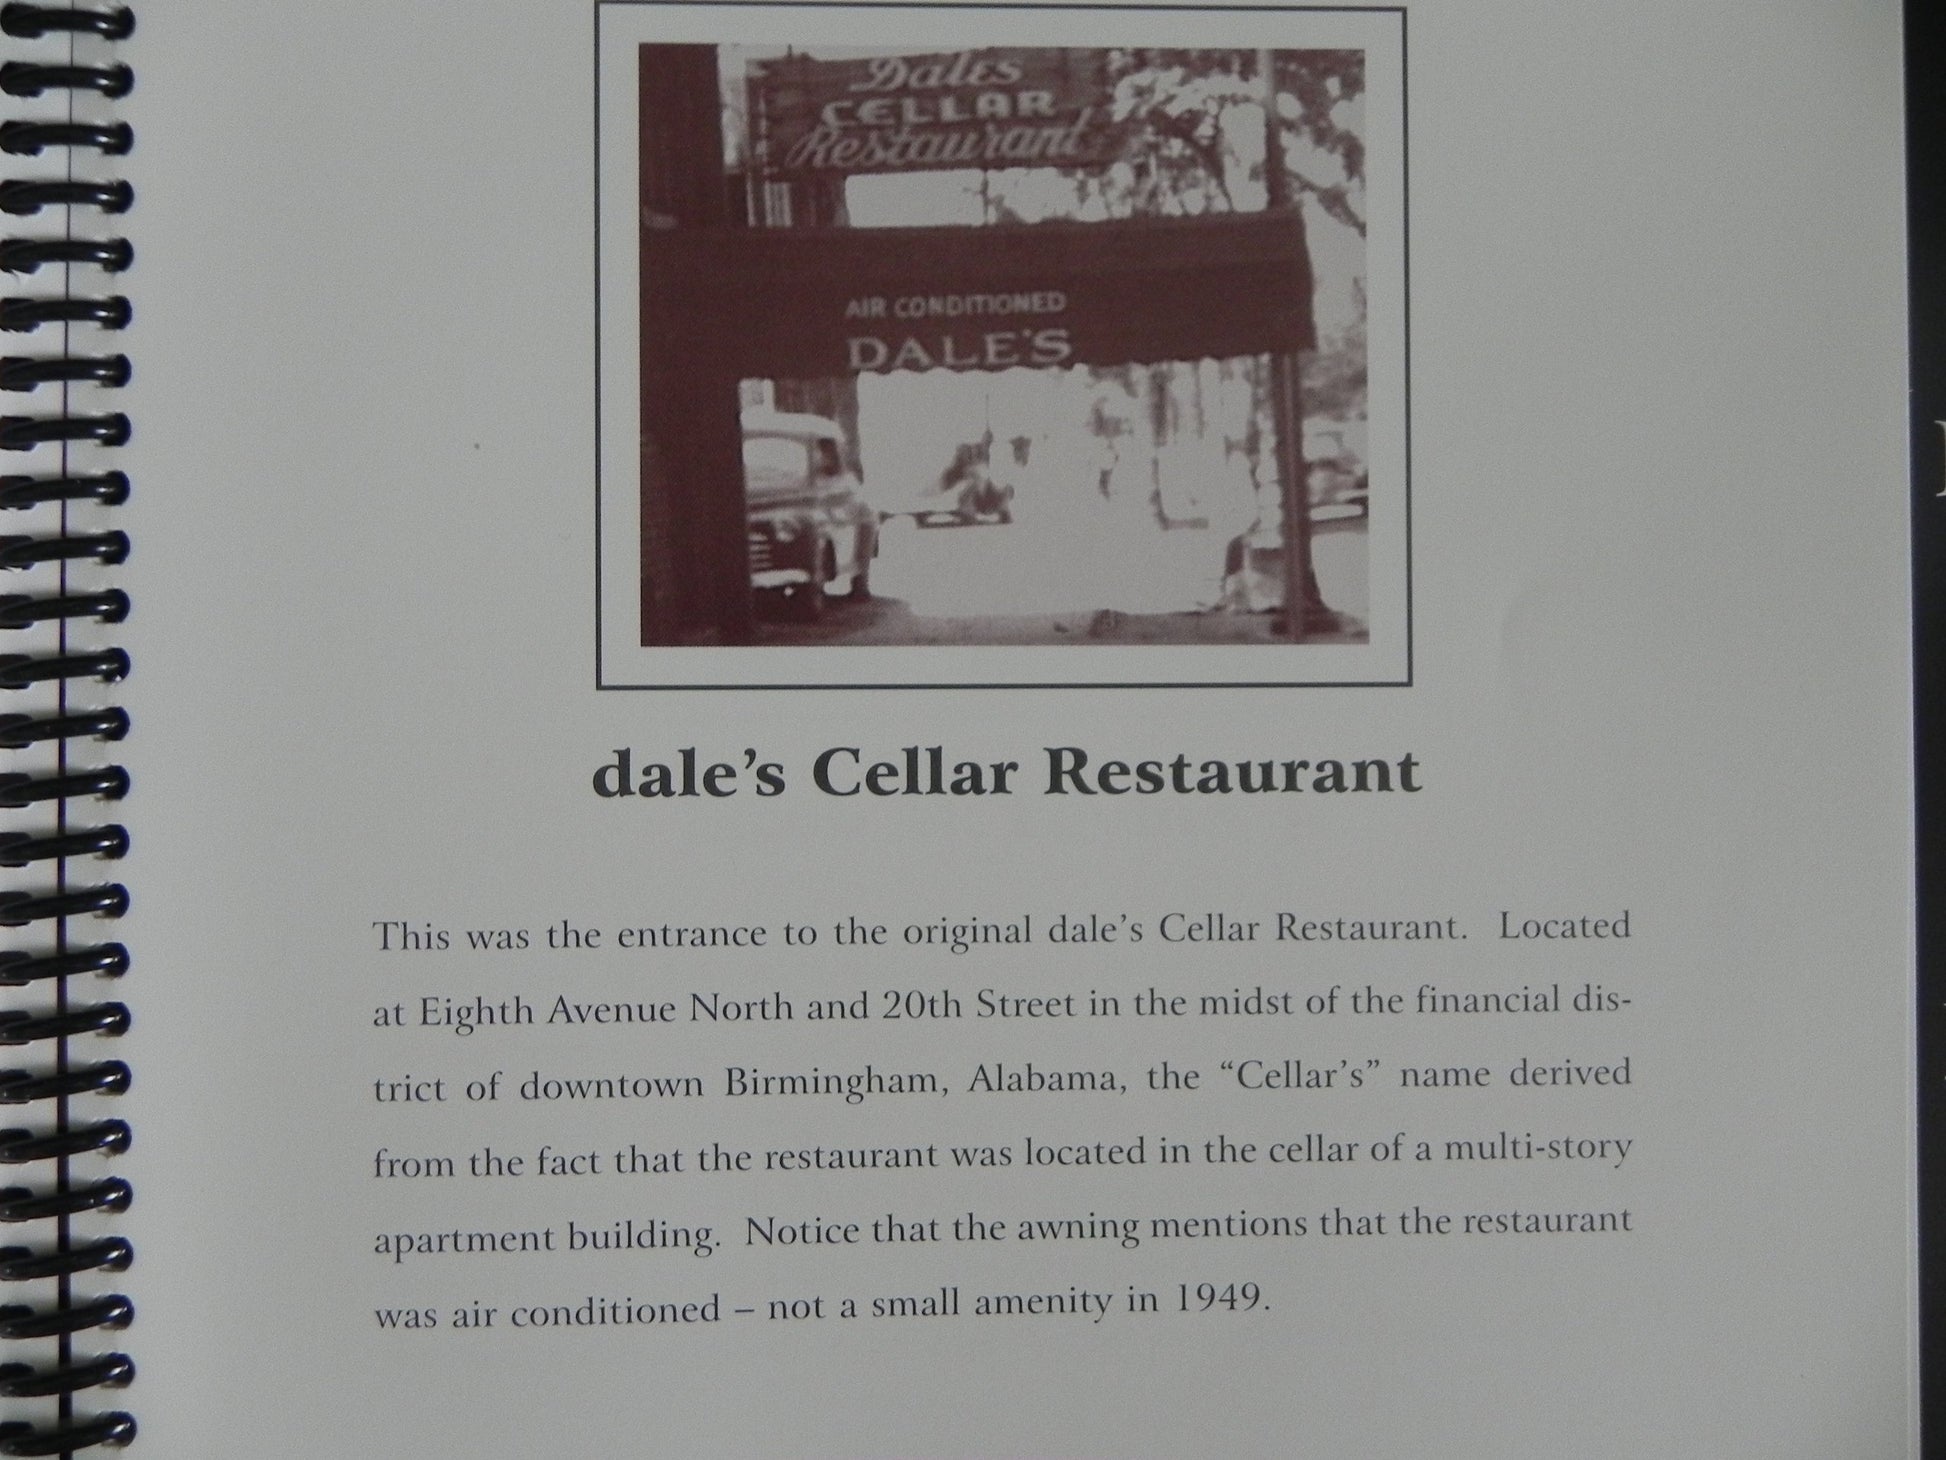 Dales
CELLAR
Restaurant
AIR CONDITIONED
DALE'S
dale's Cellar Restaurant
This was the entrance to the original dale's Cellar Restaurant. Located
at Eighth Avenue North and 20th Street in the midst of the financial dis-
trict of downtown Birmingham, Alabama, the “Cellar's” name derived
from the fact that the restaurant was located in the cellar of a multi-story
apartment building. Notice that the awning mentions that the restaurant
was air conditioned – not a small amenity in 1949.